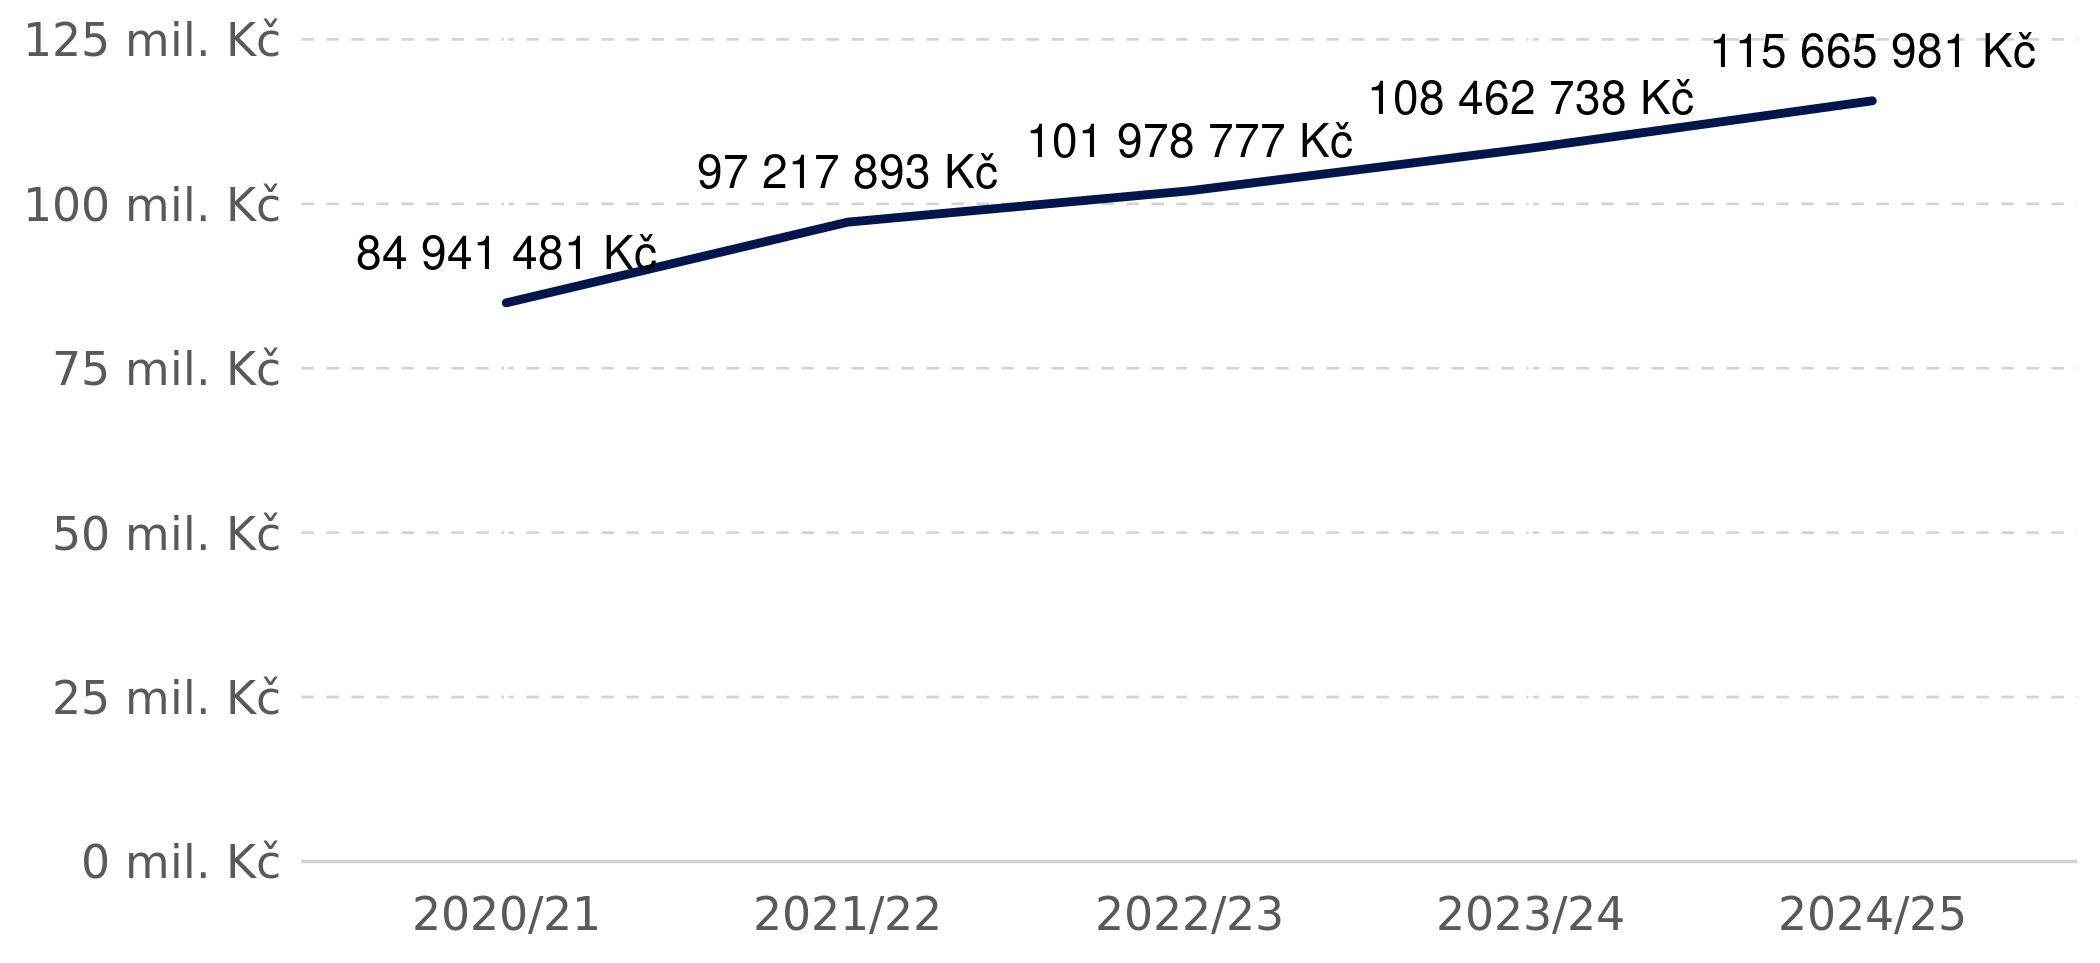 125 mil. Kč
115 665 981 Kč
108 462 738 Kč
101 978 777 Kč
97 217 893 Kč
100 mil. Kč
84 941 481 Kč
75 mil. Kč
50 mil. Kč
25 mil. Kč
0 mil. Kč
2020/21 2021/22 2022/23 2023/24 2024/25